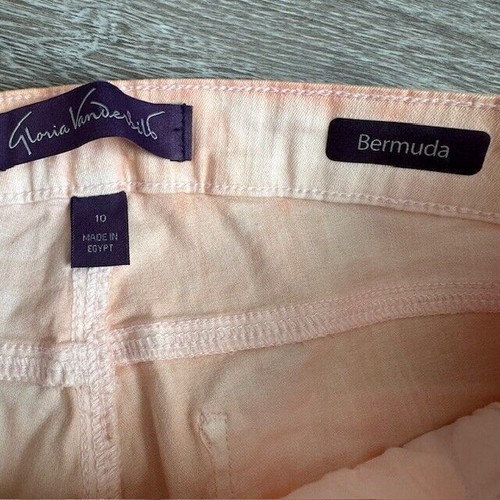 Gloria Vanderbilt
Bermuda
10
MADE IN
EGYPT